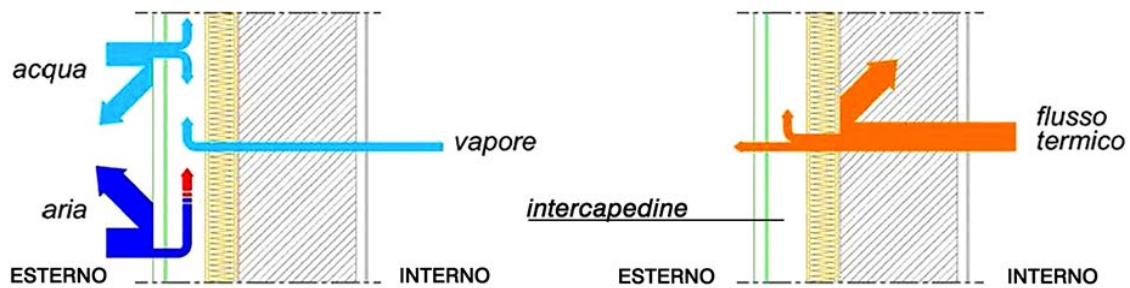 acqua
vapore
aria
ESTERNO
INTERNO
flusso
termico
intercapedine
ESTERNO
INTERNO